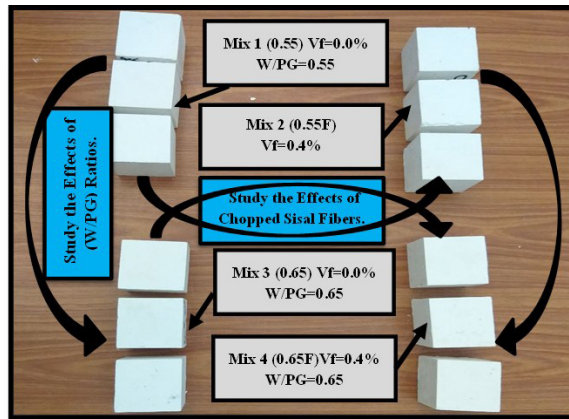 Mix 1 (0.55) Vf=0.0%
W/PG=0.55
Mix 2 (0.55F)
Vf=0.4%
Study the Effects of
(W/PG) Ratios.
Study the Effects of
Chopped Sisal Fibers.
Mix 3 (0.65) Vf=0.0%
W/PG=0.65
Mix 4 (0.65F)Vf=0.4%
W/PG=0.65